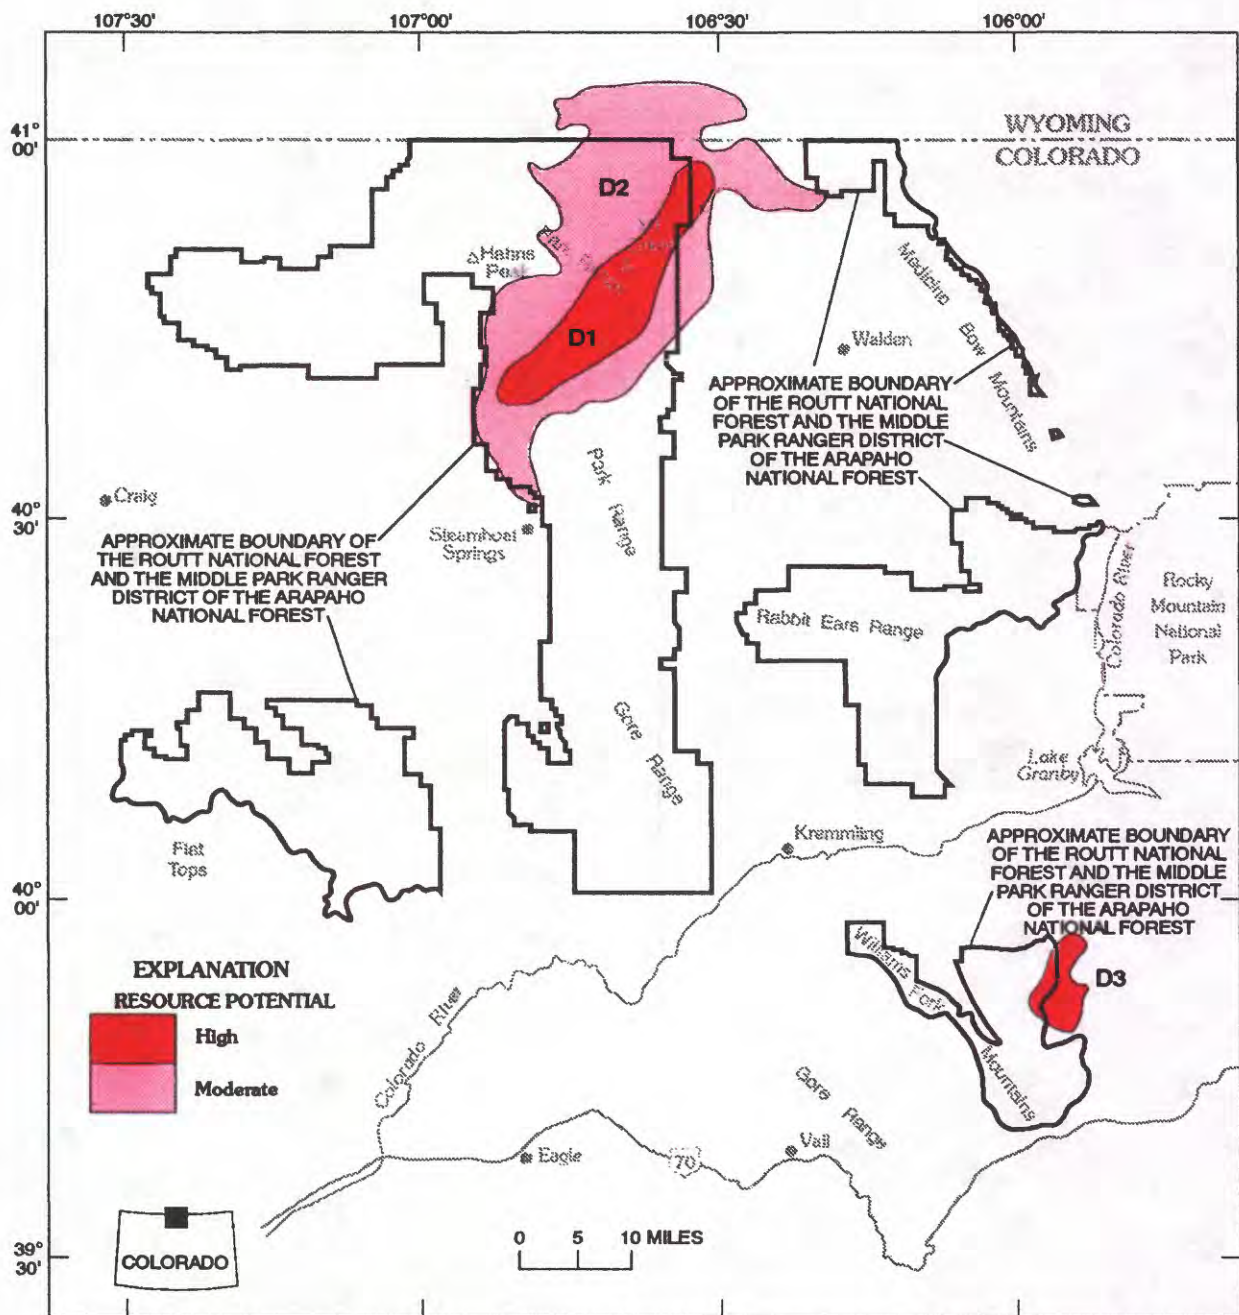 107°30'
107°00'
106°30'
106°00'
41°
00'
WYOMING
COLORADO
D2
Hahns
Peak
D1
Medicine Bow Mountains
Walden
APPROXIMATE BOUNDARY
OF THE ROUTT NATIONAL
FOREST AND THE MIDDLE
PARK RANGER DISTRICT
OF THE ARAPAHO
NATIONAL FOREST
Park Range
Craig
40°
30'
Steamboat
Springs
APPROXIMATE BOUNDARY OF
THE ROUTT NATIONAL FOREST
AND THE MIDDLE PARK RANGER
DISTRICT OF THE ARAPAHO
NATIONAL FOREST
Rabbit Ears Range
Colorado River
Rocky
Mountain
National
Park
Gore Range
Lake
Granby
Flat
Tops
Kremmling
APPROXIMATE BOUNDARY
OF THE ROUTT NATIONAL
FOREST AND THE MIDDLE
PARK RANGER DISTRICT
OF THE ARAPAHO
NATIONAL FOREST
40°
00'
Williams Fork Mountains
D3
EXPLANATION
RESOURCE POTENTIAL
High
Moderate
Colorado River
Gore Range
Eagle
70
Vail
COLORADO
0 5 10 MILES
39°
30'